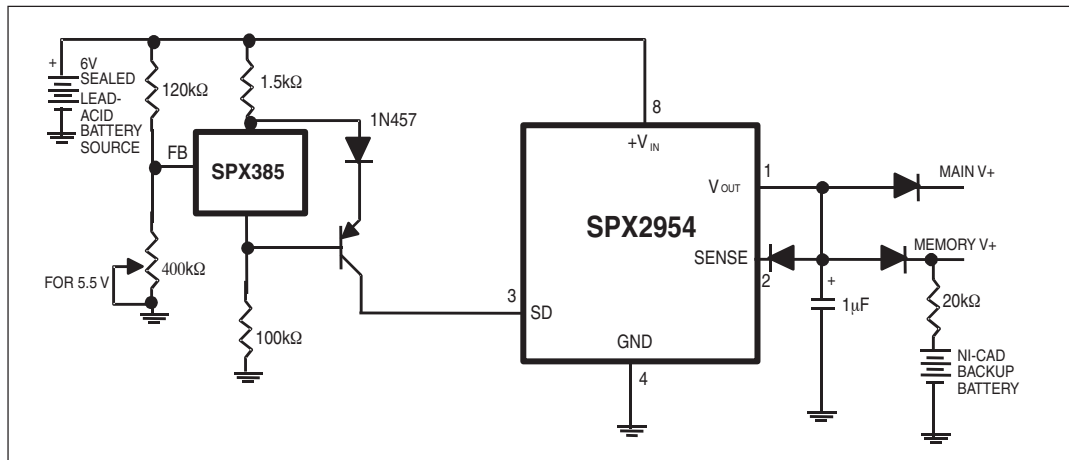 +
6V
SEALED
LEAD-
ACID
BATTERY
SOURCE
120kΩ
1.5kΩ
1N457
FB
SPX385
400kΩ
FOR 5.5 V
100kΩ
8
+VIN
1
VOUT
MAIN V+
SPX2954
SENSE
2
MEMORY V+
3
SD
+
1µF
20kΩ
GND
4
NI-CAD
BACKUP
BATTERY